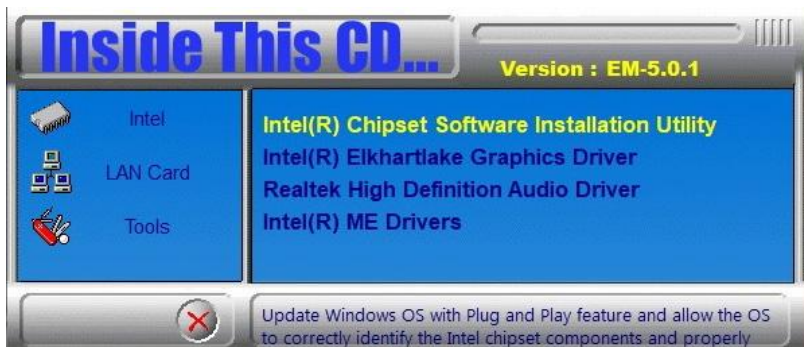 Inside This CD...
Version : EM-5.0.1
Intel
LAN Card
Tools
Intel(R) Chipset Software Installation Utility
Intel(R) Elkhartlake Graphics Driver
Realtek High Definition Audio Driver
Intel(R) ME Drivers
Update Windows OS with Plug and Play feature and allow the OS
to correctly identify the Intel chipset components and properly